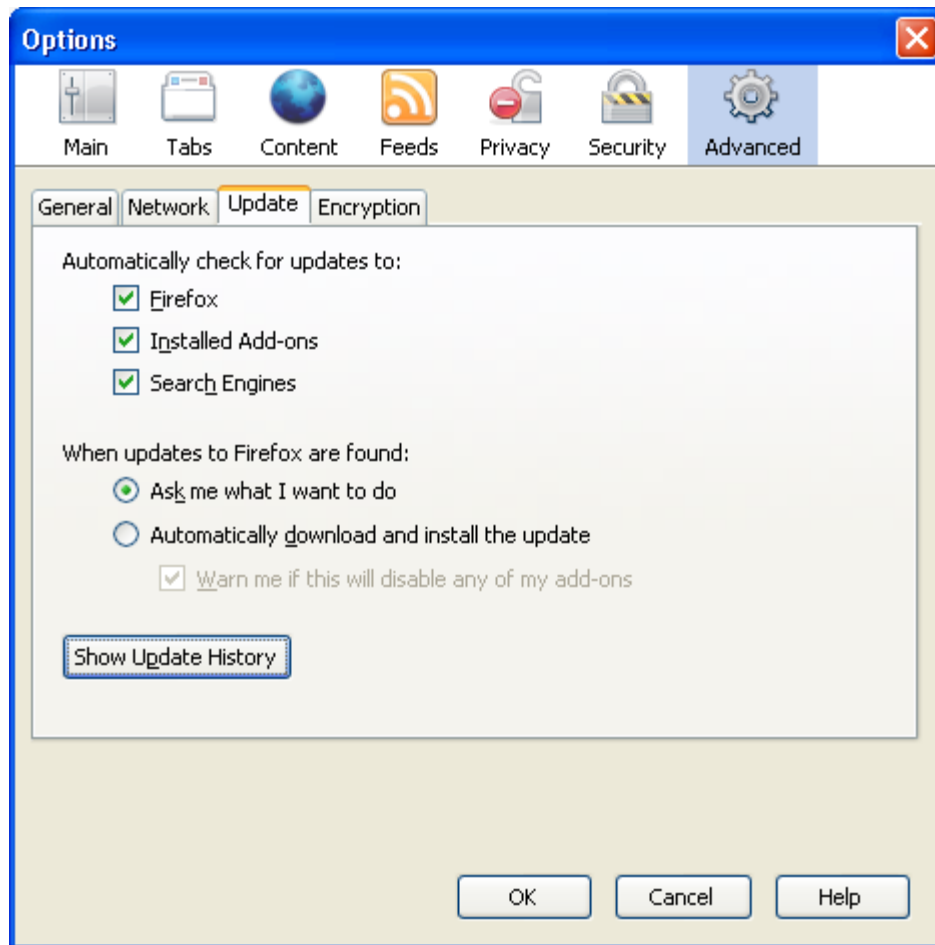 Options
Main Tabs Content Feeds Privacy Security Advanced
General Network Update Encryption
Automatically check for updates to:
Firefox
Installed Add-ons
Search Engines
When updates to Firefox are found:
Ask me what I want to do
Automatically download and install the update
Warn me if this will disable any of my add-ons
Show Update History
OK Cancel Help